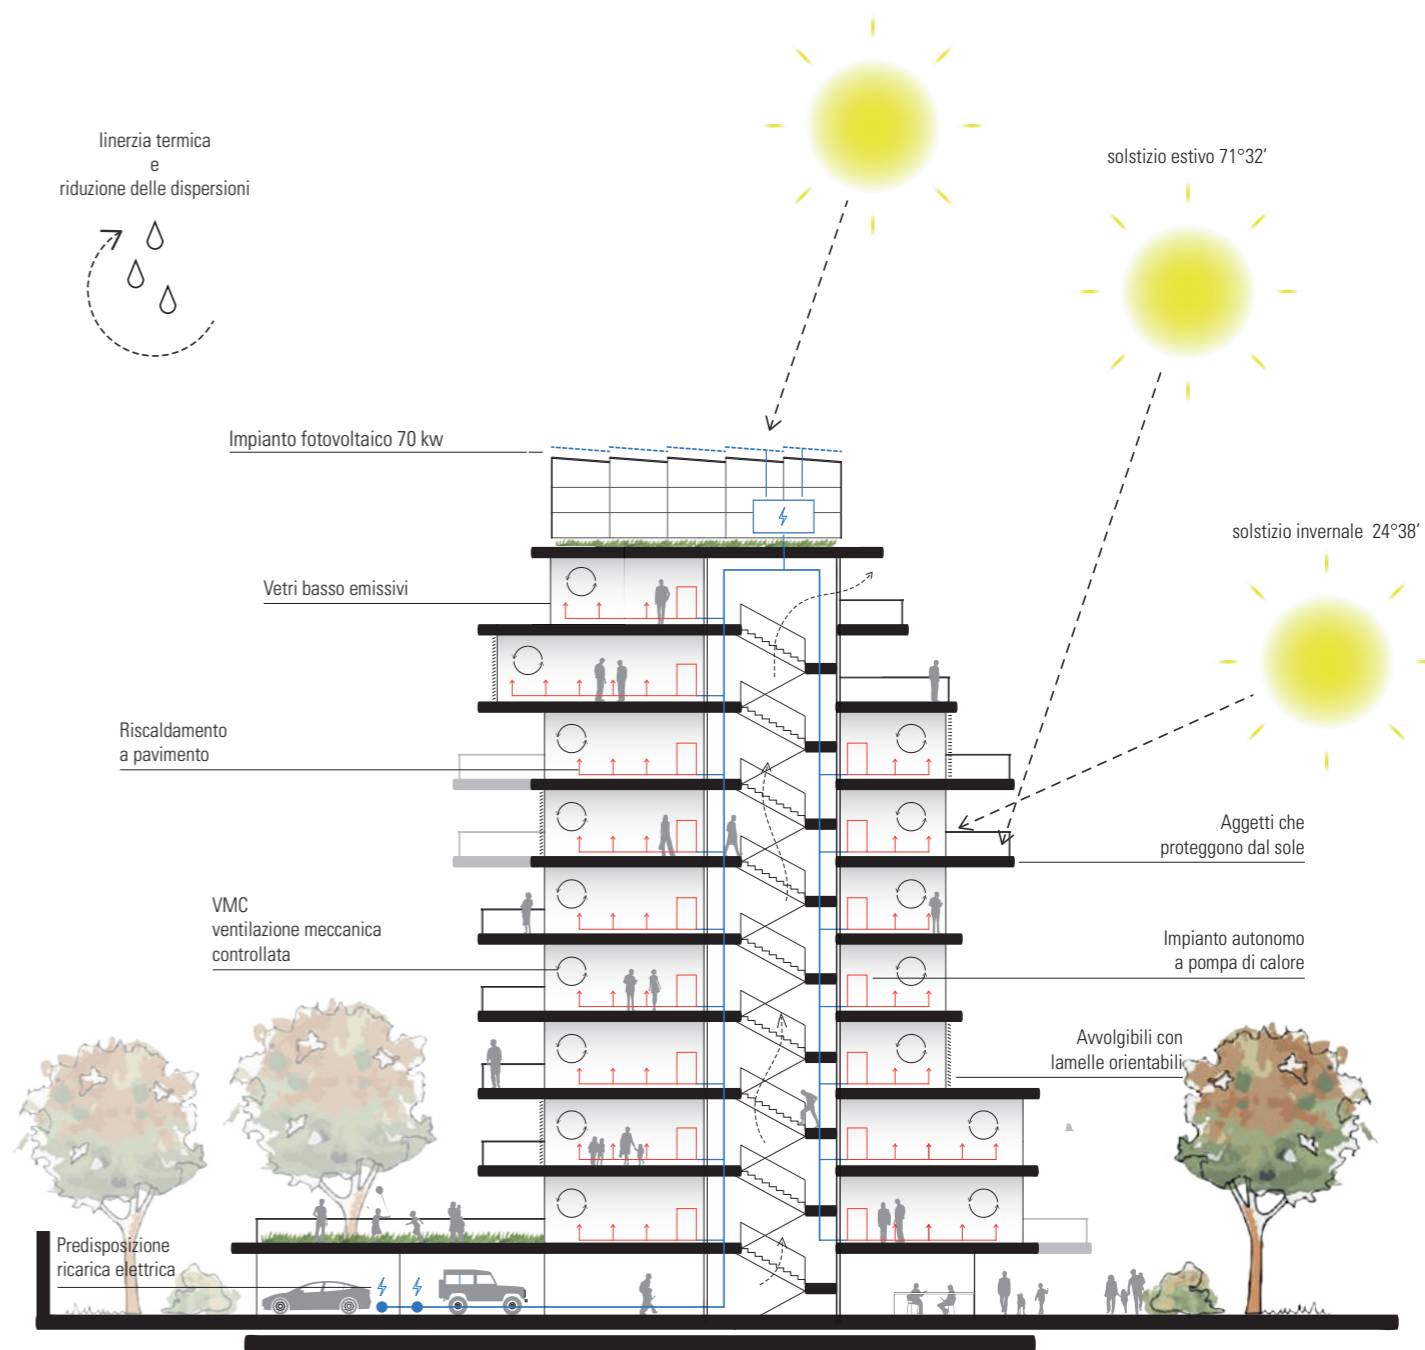 linerzia termica
e
riduzione delle dispersioni
solstizio estivo 71°32'
Impianto fotovoltaico 70 kw
solstizio invernale 24°38'
Vetri basso emissivi
Riscaldamento
a pavimento
Aggetti che
proteggono dal sole
VMC
ventilazione meccanica
controllata
Impianto autonomo
a pompa di calore
Avvolgibili con
lamelle orientabili
Predisposizione
ricarica elettrica